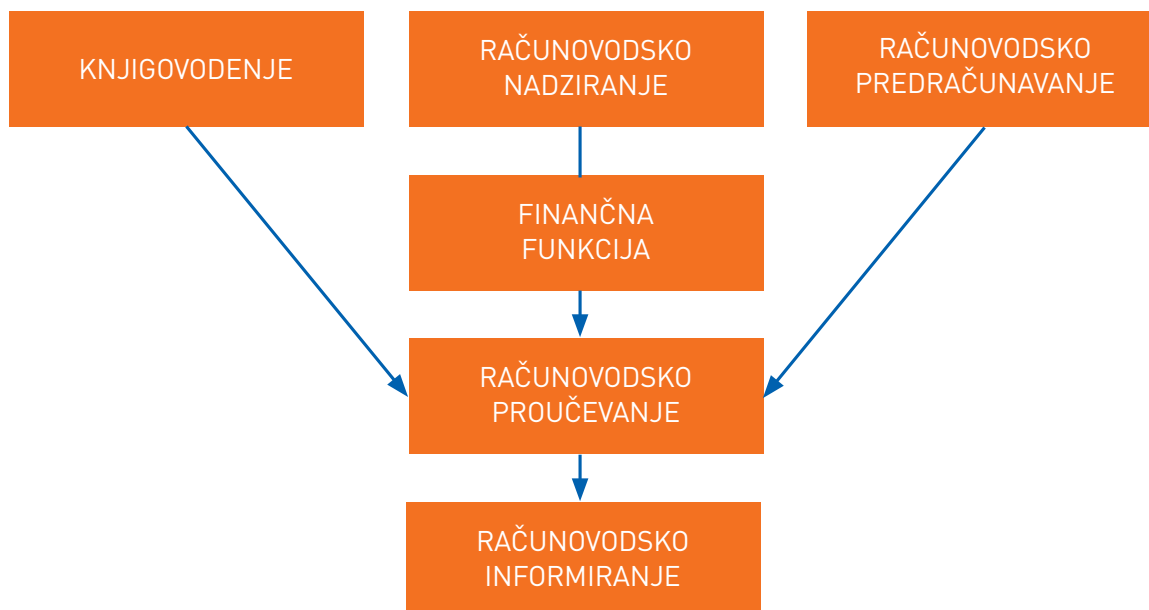 KNJIGOVODENJE
RAČUNOVODSKO
NADZIRANJE
RAČUNOVODSKO
PREDRAČUNAVANJE
FINANČNA
FUNKCIJA
RAČUNOVODSKO
PROUČEVANJE
RAČUNOVODSKO
INFORMIRANJE